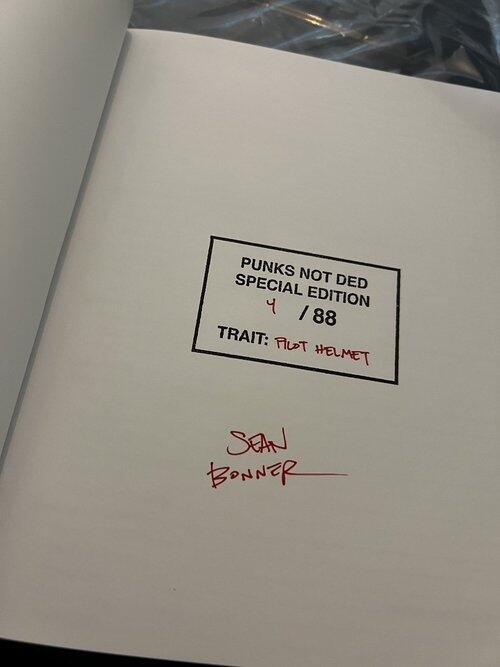 PUNKS NOT DED
SPECIAL EDITION
4 / 88
TRAIT: PILOT HELMET
SEAN
BONNER